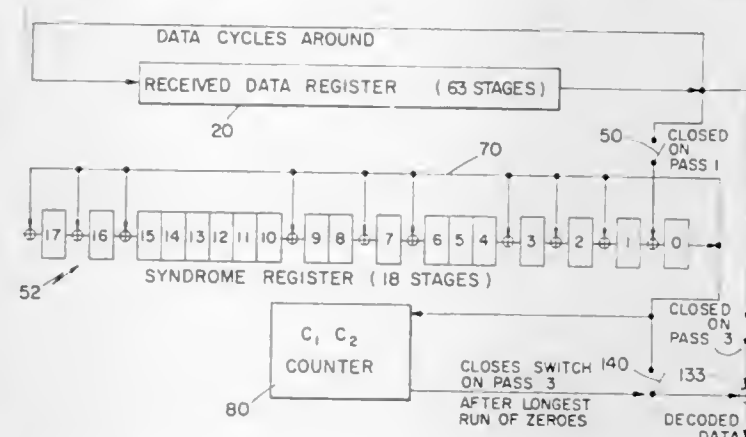 DATA CYCLES AROUND
RECEIVED DATA REGISTER (63 STAGES)
20
50
CLOSED
ON
PASS 1
70
17 16 15 14 13 12 11 10 9 8 7 6 5 4 3 2 1 0
SYNDROME REGISTER (18 STAGES)
52
C1 C2
COUNTER
80
CLOSED
ON
PASS 3
CLOSES SWITCH
ON PASS 3
140
133
AFTER LONGEST
RUN OF ZEROES
DECODED
DATA